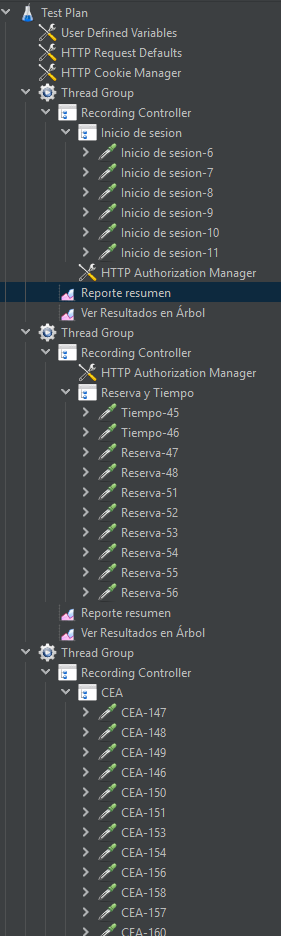 Test Plan
User Defined Variables
HTTP Request Defaults
HTTP Cookie Manager
Thread Group
Recording Controller
Inicio de sesion
Inicio de sesion-6
Inicio de sesion-7
Inicio de sesion-8
Inicio de sesion-9
Inicio de sesion-10
Inicio de sesion-11
HTTP Authorization Manager
Reporte resumen
Ver Resultados en Árbol
Thread Group
Recording Controller
HTTP Authorization Manager
Reserva y Tiempo
Tiempo-45
Tiempo-46
Reserva-47
Reserva-48
Reserva-51
Reserva-52
Reserva-53
Reserva-54
Reserva-55
Reserva-56
Reporte resumen
Ver Resultados en Árbol
Thread Group
Recording Controller
CEA
CEA-147
CEA-148
CEA-149
CEA-146
CEA-150
CEA-151
CEA-153
CEA-154
CEA-156
CEA-158
CEA-157
CEA-160